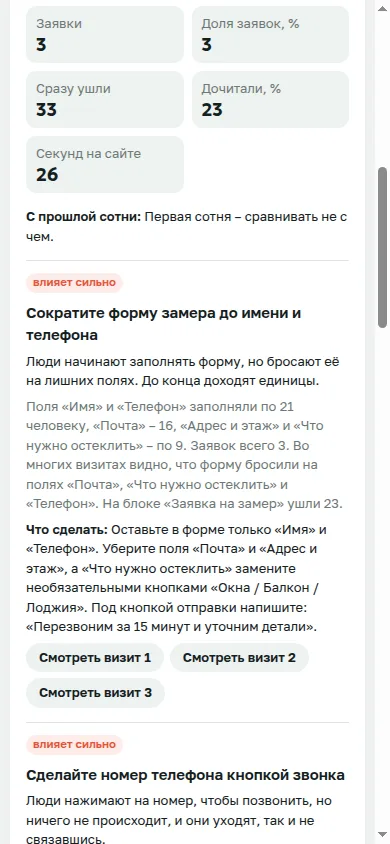 Заявки
3
Доля заявок, %
3
Сразу ушли
33
Дочитали, %
23
Секунд на сайте
26
С прошлой сотни: Первая сотня – сравнивать не с
чем.
влияет сильно
Сократите форму замера до имени и
телефона
Люди начинают заполнять форму, но бросают её
на лишних полях. До конца доходят единицы.
Поля «Имя» и «Телефон» заполняли по 21
человеку, «Почта» – 16, «Адрес и этаж» и «Что
нужно остеклить» – по 9. Заявок всего 3. Во
многих визитах видно, что форму бросили на
полях «Почта», «Что нужно остеклить» и
«Телефон». На блоке «Заявка на замер» ушли 23.
Что сделать: Оставьте в форме только «Имя» и
«Телефон». Уберите поля «Почта» и «Адрес и
этаж», а «Что нужно остеклить» замените
необязательными кнопками «Окна / Балкон /
Лоджия». Под кнопкой отправки напишите:
«Перезвоним за 15 минут и уточним детали».
Смотреть визит 1
Смотреть визит 2
Смотреть визит 3
влияет сильно
Сделайте номер телефона кнопкой звонка
Люди нажимают на номер, чтобы позвонить, но
ничего не происходит, и они уходят, так и не
связавшись.